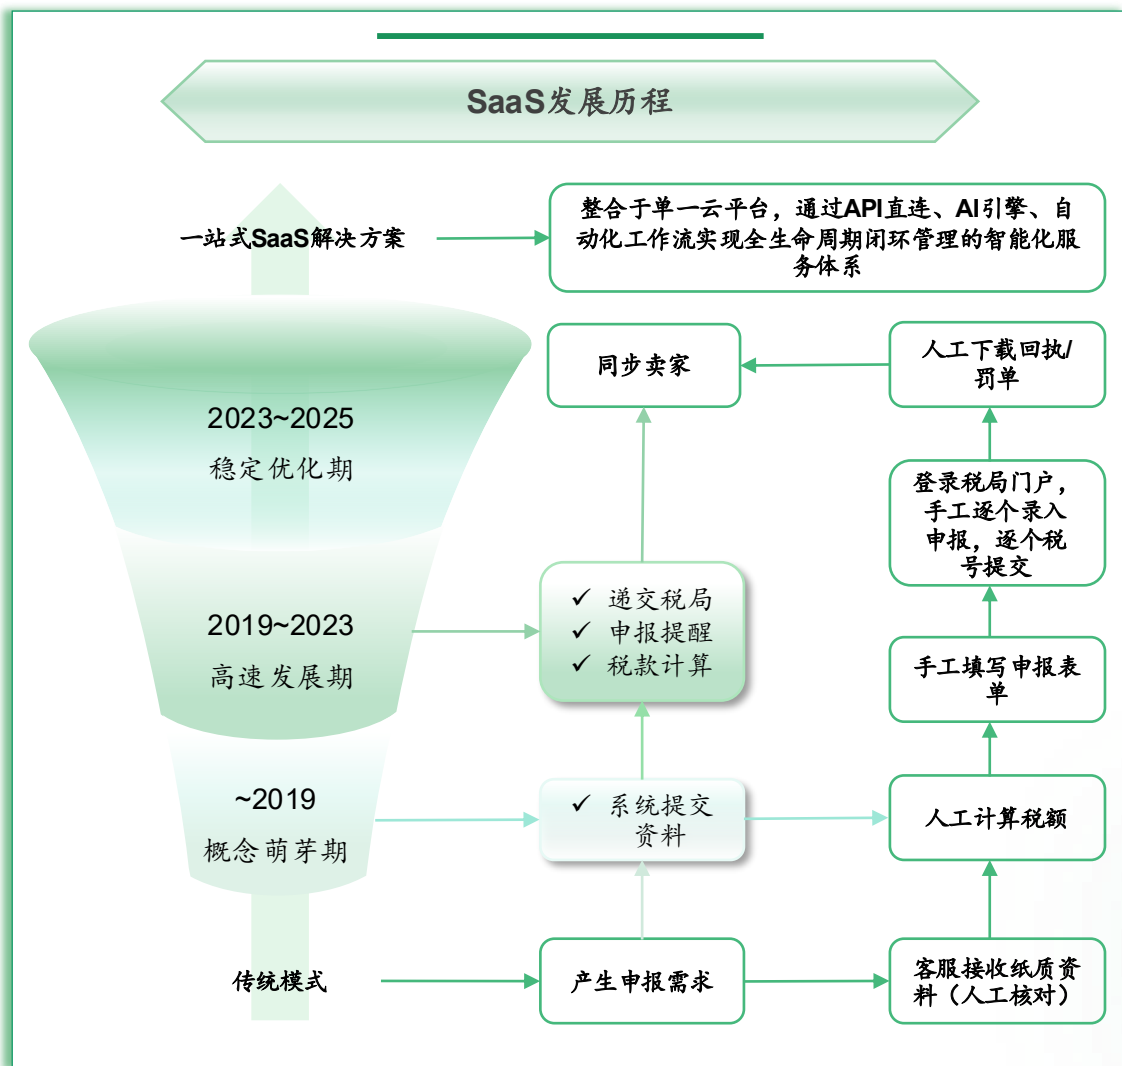 SaaS发展历程
一站式SaaS解决方案
整合于单一云平台，通过API直连、AI引擎、自
动化工作流实现全生命周期闭环管理的智能化服
务体系
2023~2025
稳定优化期
同步卖家
人工下载回执/
罚单
登录税局门户，
手工逐个录入
申报，逐个税
号提交
2019~2023
高速发展期
✓ 递交税局
✓ 申报提醒
✓ 税款计算
手工填写申报表
单
~2019
概念萌芽期
✓ 系统提交
资料
人工计算税额
传统模式
产生申报需求
客服接收纸质资
料（人工核对）